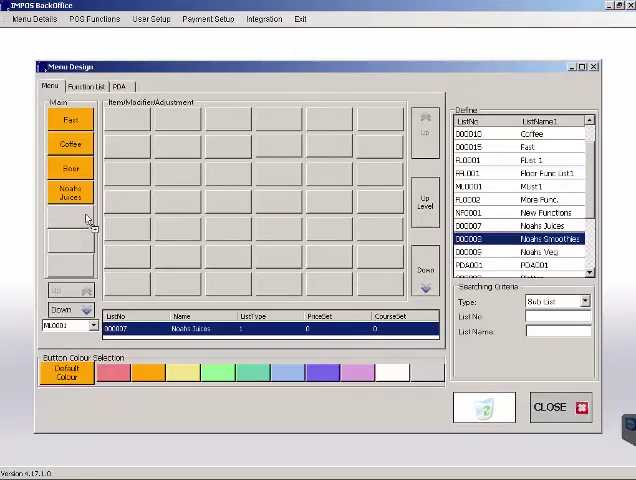 IMPOS BackOffice
Menu Details POS Functions User Setup Payment Setup Integration Exit
Menu Design
Menu Function List PDA
Main
Item/Modifier/Adjustment
Fast
Coffee
Beer
Noahs
Juices
Up
Down
ML0001
Up
Up
Level
Down
Define
ListNo ListName1
000010 Coffee
000015 Fast
FL0001 FList 1
FFL001 Floor Func List1
ML0001 MList1
FL0002 More Func.
NF0001 New Functions
000007 Noahs Juices
000008 Noahs Smoothies
000009 Noahs Veg
PDA001 PDA001
Searching Criteria
Type: Sub List
List No:
List Name:
ListNo Name ListType PriceSet CourseSet
000007 Noahs Juices 1 0 0
Button Colour Selection
Default
Colour
CLOSE
Version 4.17.1.0